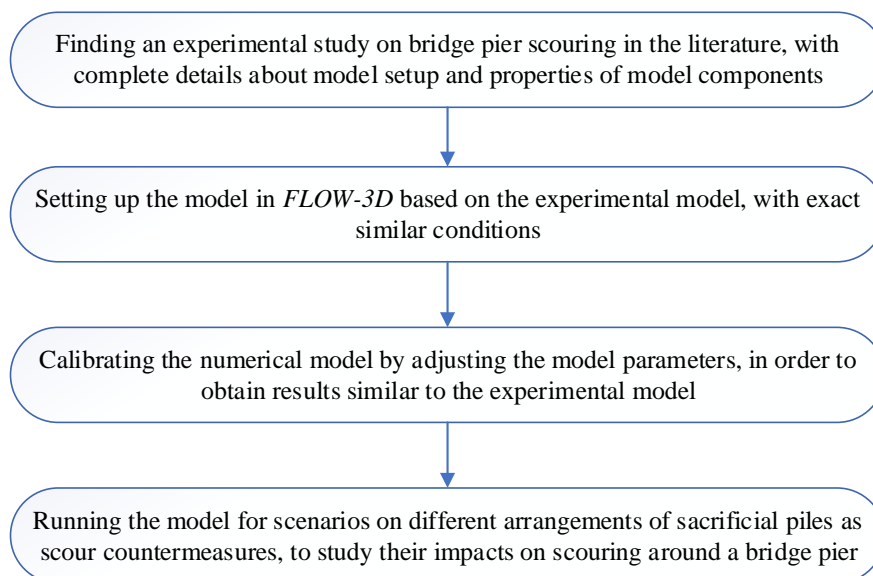 Finding an experimental study on bridge pier scouring in the literature, with
complete details about model setup and properties of model components
Setting up the model in FLOW-3D based on the experimental model, with exact
similar conditions
Calibrating the numerical model by adjusting the model parameters, in order to
obtain results similar to the experimental model
Running the model for scenarios on different arrangements of sacrificial piles as
scour countermeasures, to study their impacts on scouring around a bridge pier